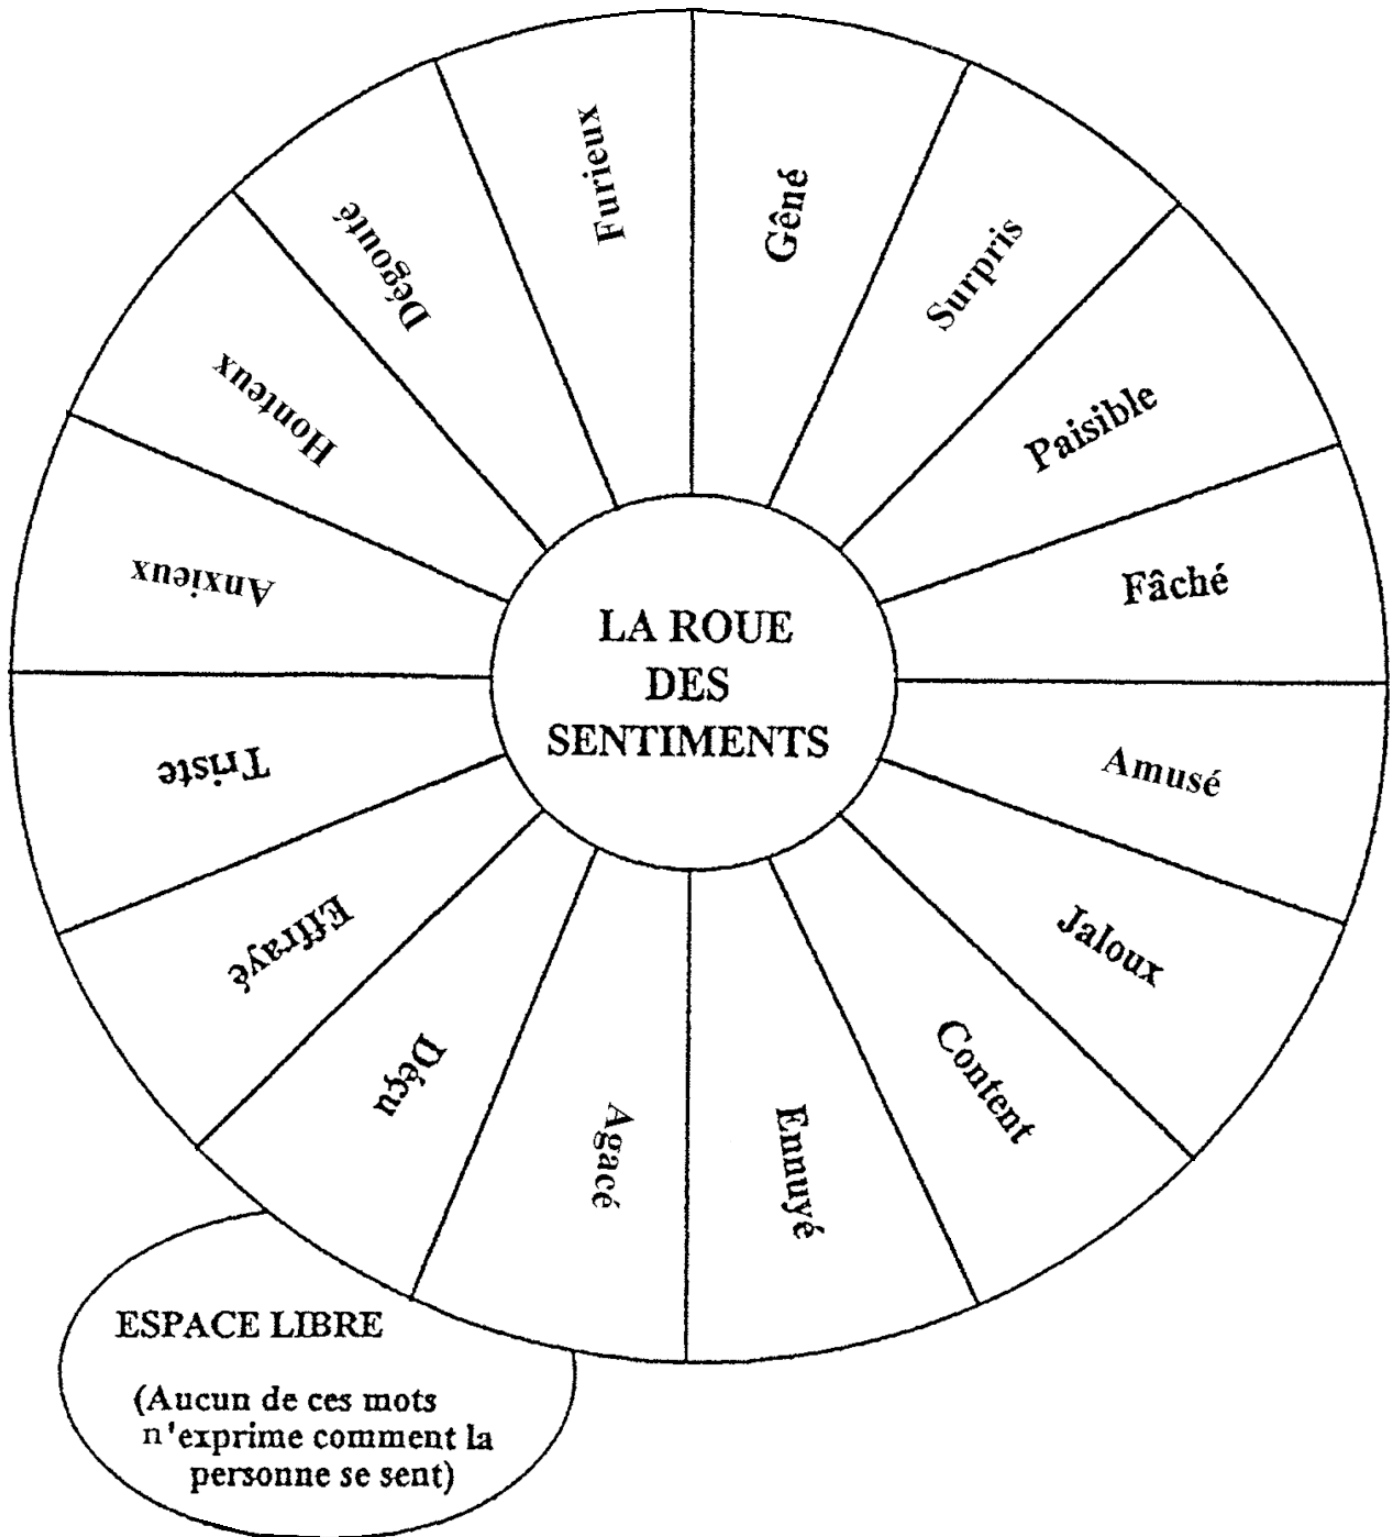 LA ROUE
DES
SENTIMENTS
Gêné
Surpris
Paisible
Fâché
Amusé
Jaloux
Content
Ennuyé
Agacé
Déçu
Effrayé
Triste
Anxieux
Honteux
Dégouté
Furieux
ESPACE LIBRE
(Aucun de ces mots
n'exprime comment la
personne se sent)